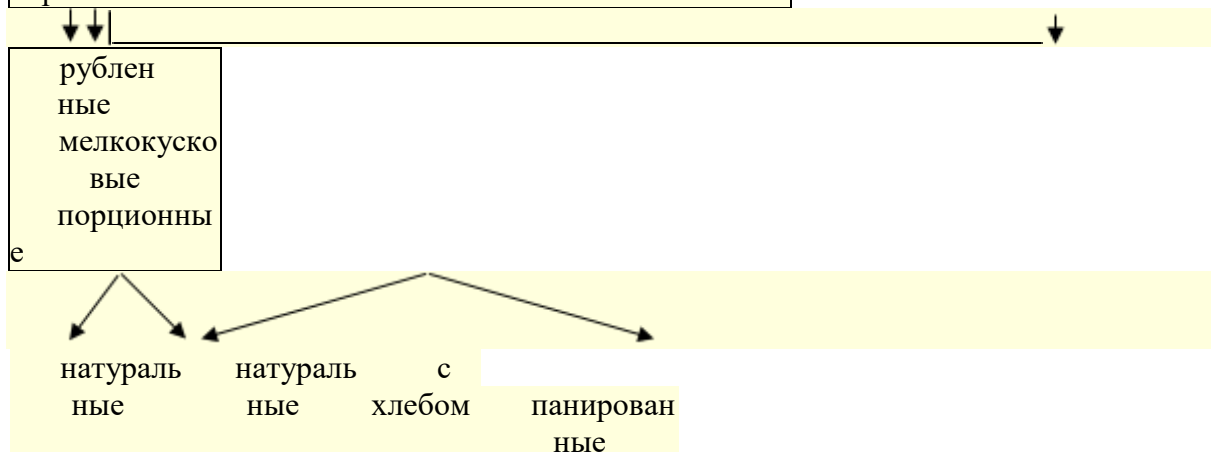 рублен
ные
мелкокуско
вые
порционны
е
натураль натураль с
ные ные хлебом панирован
ные